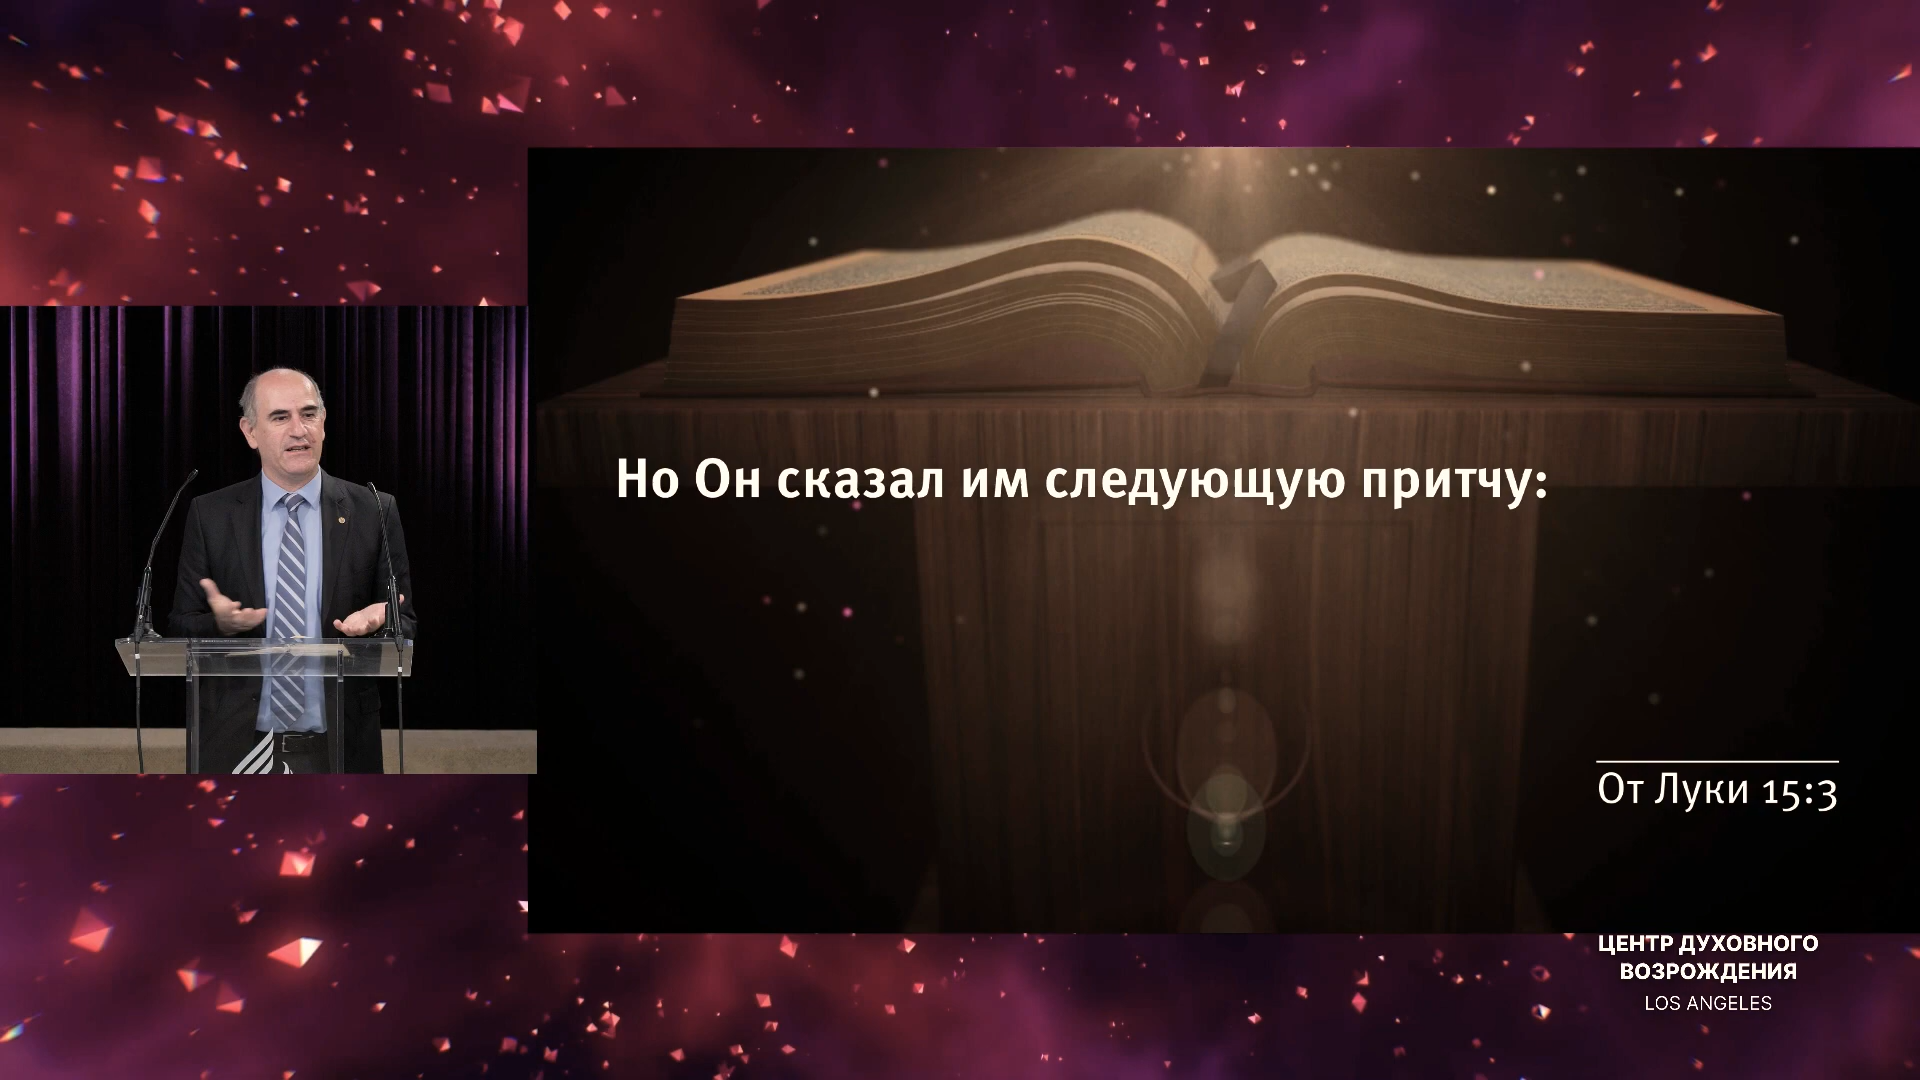 Но Он сказал им следующую притчу:
От Луки 15:3
ЦЕНТР ДУХОВНОГО
ВОЗРОЖДЕНИЯ
LOS ANGELES